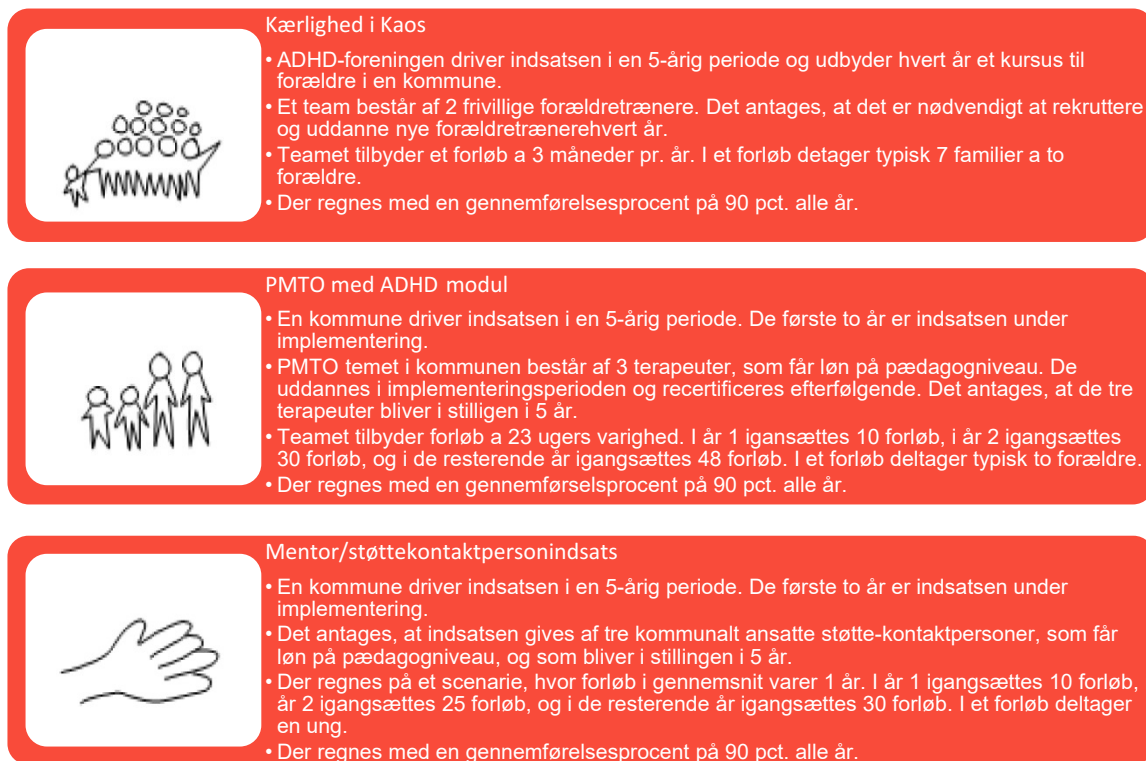 Kærlighed i Kaos
• ADHD-foreningen driver indsatsen i en 5-årig periode og udbyder hvert år et kursus til
forældre i en kommune.
• Et team består af 2 frivillige forældretrænere. Det antages, at det er nødvendigt at rekruttere
og uddanne nye forældretrænerehvert år.
• Teamet tilbyder et forløb a 3 måneder pr. år. I et forløb detager typisk 7 familier a to
forældre.
• Der regnes med en gennemførelsesprocent på 90 pct. alle år.
PMTO med ADHD modul
• En kommune driver indsatsen i en 5-årig periode. De første to år er indsatsen under
implementering.
• PMTO temet i kommunen består af 3 terapeuter, som får løn på pædagogniveau. De
uddannes i implementeringsperioden og recertificeres efterfølgende. Det antages, at de tre
terapeuter bliver i stilligen i 5 år.
• Teamet tilbyder forløb a 23 ugers varighed. I år 1 igansættes 10 forløb, i år 2 igangsættes
30 forløb, og i de resterende år igangsættes 48 forløb. I et forløb deltager typisk to forældre.
• Der regnes med en gennemførselsprocent på 90 pct. alle år.
Mentor/støttekontaktpersonindsats
• En kommune driver indsatsen i en 5-årig periode. De første to år er indsatsen under
implementering.
• Det antages, at indsatsen gives af tre kommunalt ansatte støtte-kontaktpersoner, som får
løn på pædagogniveau, og som bliver i stillingen i 5 år.
• Der regnes på et scenarie, hvor forløb i gennemsnit varer 1 år. I år 1 igangsættes 10 forløb,
år 2 igangsættes 25 forløb, og i de resterende år igangsættes 30 forløb. I et forløb deltager
en ung.
• Der regnes med en gennemførelsesprocent på 90 pct. alle år.